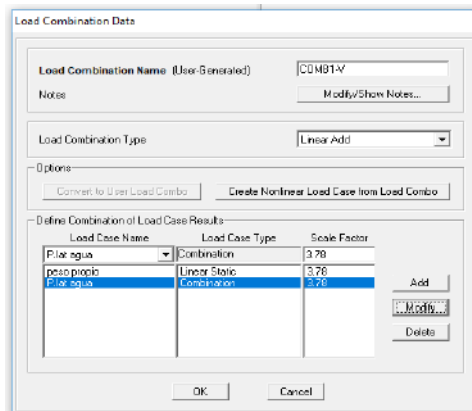 Load Combination Data
Load Combination Name (User-Generated) COMB1-V
Notes Modify/Show Notes...
Load Combination Type Linear Add
Options
Convert to User Load Combo Create Nonlinear Load Case from Load Combo
Define Combination of Load Case Results
Load Case Name Load Case Type Scale Factor
P.lat agua Combination 3.78
peso propio Linear Static 3.78
P.lat agua Combination 3.78
Add
Modify
Delete
OK Cancel